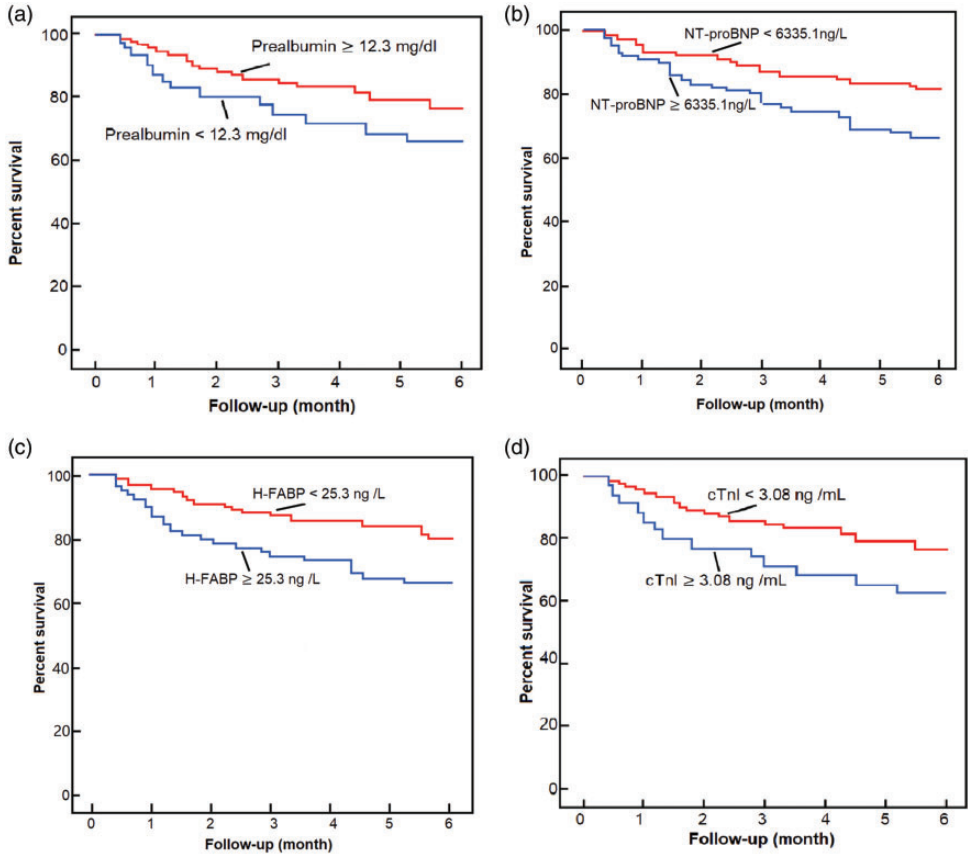 (a)
Percent survival
100
80
60
40
20
0
Prealbumin ≥ 12.3 mg/dl
Prealbumin < 12.3 mg/dl
0 1 2 3 4 5 6
Follow-up (month)
(b)
Percent survival
100
80
60
40
20
0
NT-proBNP < 6335.1ng/L
NT-proBNP ≥ 6335.1ng/L
0 1 2 3 4 5 6
Follow-up (month)
(c)
Percent survival
100
80
60
40
20
0
H-FABP < 25.3 ng /L
H-FABP ≥ 25.3 ng /L
0 1 2 3 4 5 6
Follow-up (month)
(d)
Percent survival
100
80
60
40
20
0
cTnI < 3.08 ng /mL
cTnI ≥ 3.08 ng /mL
0 1 2 3 4 5 6
Follow-up (month)